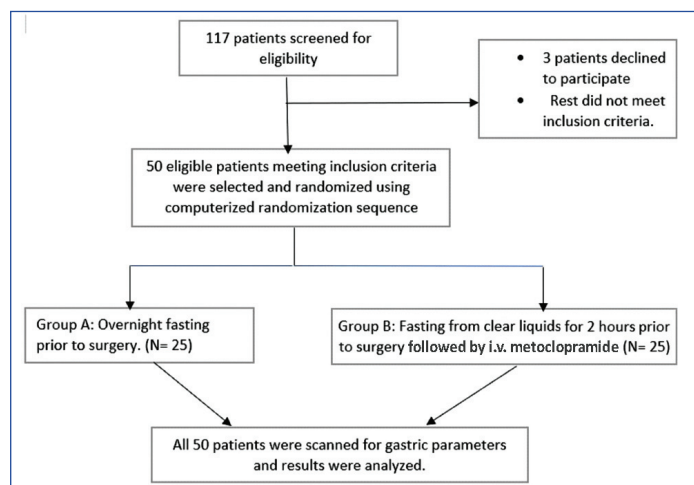 117 patients screened for
eligibility
• 3 patients declined
to participate
• Rest did not meet
inclusion criteria.
50 eligible patients meeting inclusion criteria
were selected and randomized using
computerized randomization sequence
Group A: Overnight fasting
prior to surgery. (N= 25)
Group B: Fasting from clear liquids for 2 hours prior
to surgery followed by i.v. metoclopramide (N= 25)
All 50 patients were scanned for gastric parameters
and results were analyzed.